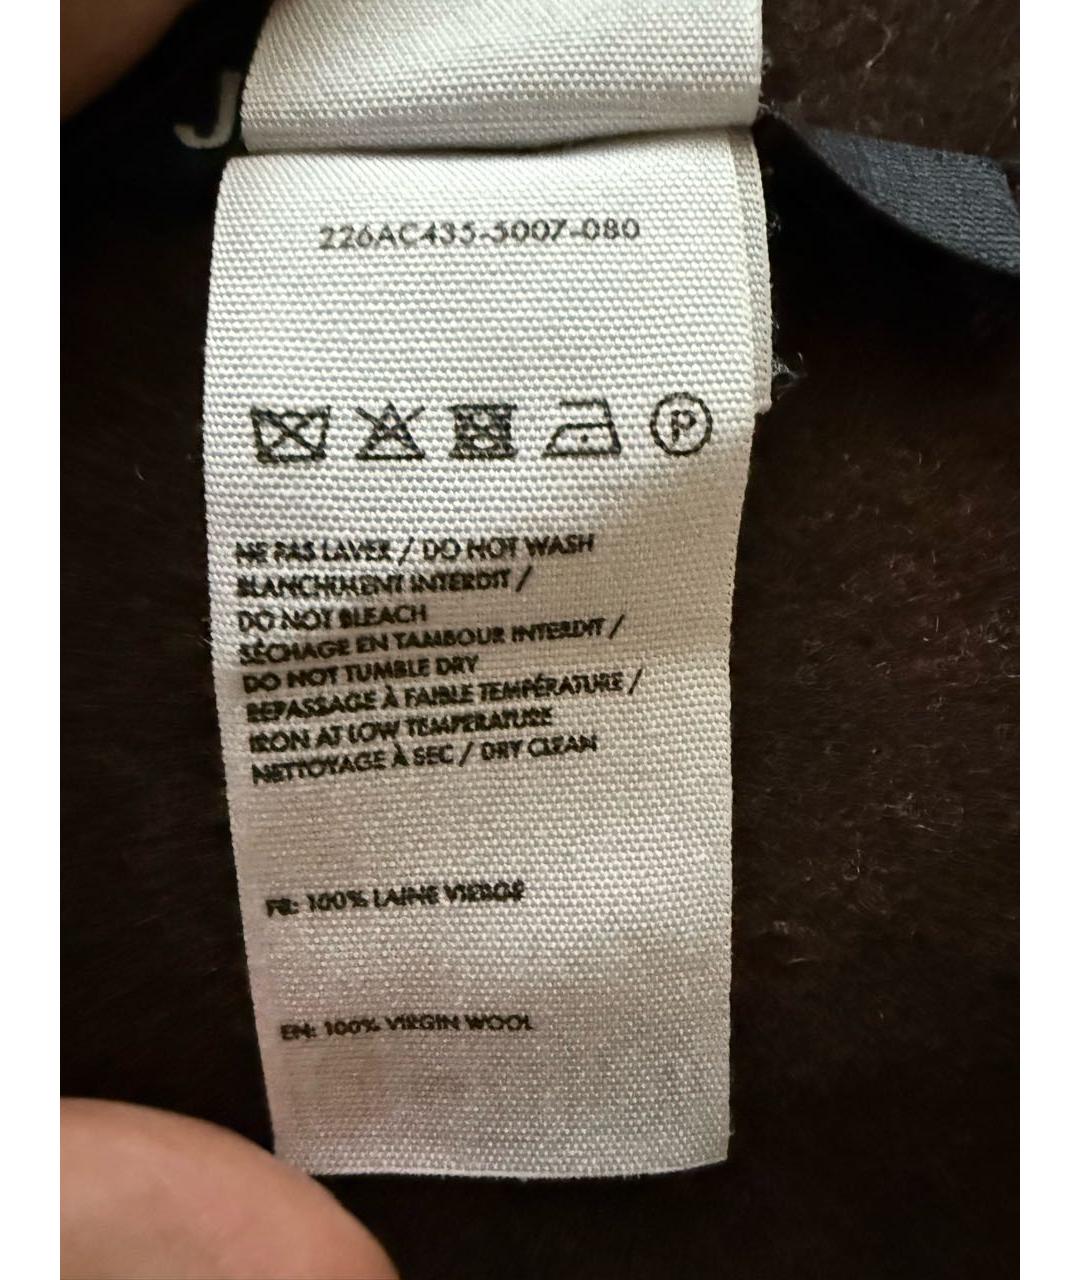 J
226AC435-5007-080
P
NE PAS LAVER / DO NOT WASH
BLANCHIMENT INTERDIT /
DO NOT BLEACH
SÉCHAGE EN TAMBOUR INTERDIT /
DO NOT TUMBLE DRY
REPASSAGE À FAIBLE TEMPÉRATURE /
IRON AT LOW TEMPERATURE
NETTOYAGE À SEC / DRY CLEAN
FR: 100% LAINE VIERGE
EN: 100% VIRGIN WOOL